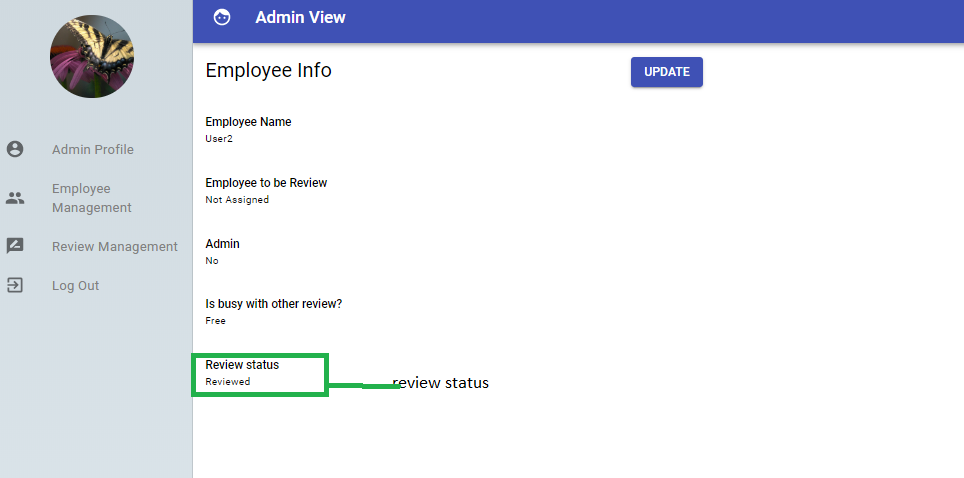 Admin View
Admin Profile
Employee
Management
Review Management
Log Out
Employee Info
UPDATE
Employee Name
User2
Employee to be Review
Not Assigned
Admin
No
Is busy with other review?
Free
Review status
Reviewed
review status